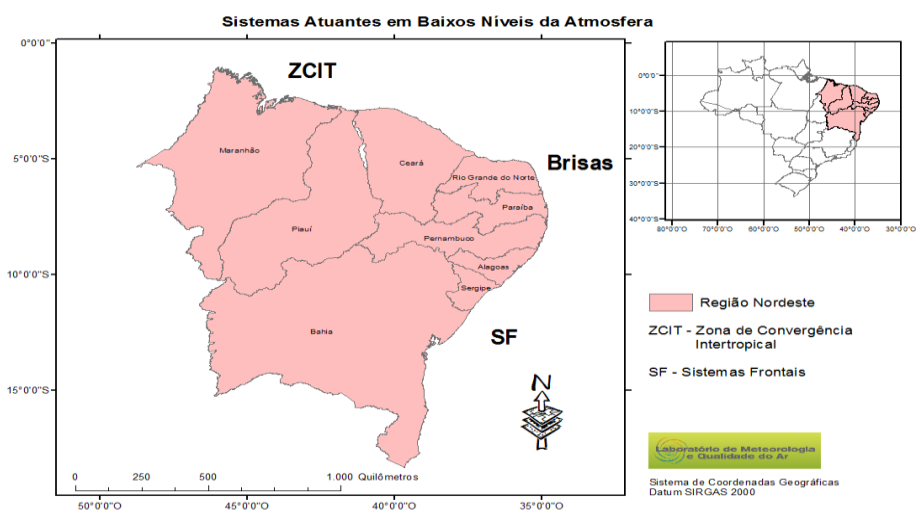 Sistemas Atuantes em Baixos Níveis da Atmosfera
0°0'0"
5°0'0"S
10°0'0"S
15°0'0"S
50°0'0"O
45°0'0"O
40°0'0"O
35°0'0"O
ZCIT
Brisas
SF
Maranhão
Ceará
Rio Grande do Norte
Paraíba
Piauí
Pernambuco
Alagoas
Sergipe
Bahia
N
0 250 500 1.000 Quilômetros
0°0'0"
10°0'0"S
20°0'0"S
30°0'0"S
40°0'0"S
80°0'0"O 70°0'0"O 60°0'0"O 50°0'0"O 40°0'0"O 30°0'0"O
Região Nordeste
ZCIT - Zona de Convergência
Intertropical
SF - Sistemas Frontais
Laboratório de Meteorologia
e Qualidade do Ar
Sistema de Coordenadas Geográficas
Datum SIRGAS 2000